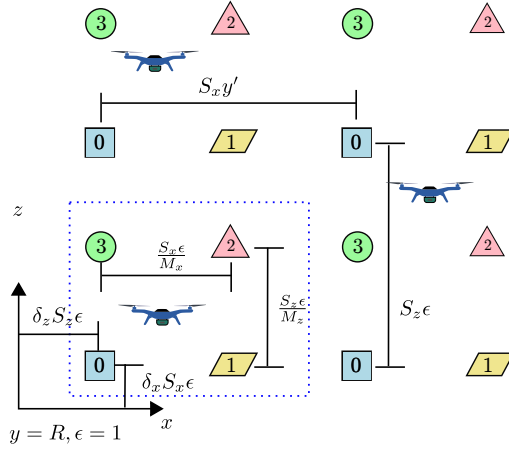 3 2 3 2
$S_x y'$
0 1 0 1
z
3 2 3 2
$\frac{S_x \epsilon}{M_x}$
$\frac{S_z \epsilon}{M_z}$ $S_z \epsilon$
$\delta_z S_z \epsilon$
0 1 0 1
$\delta_x S_x \epsilon$
x
$y = R, \epsilon = 1$